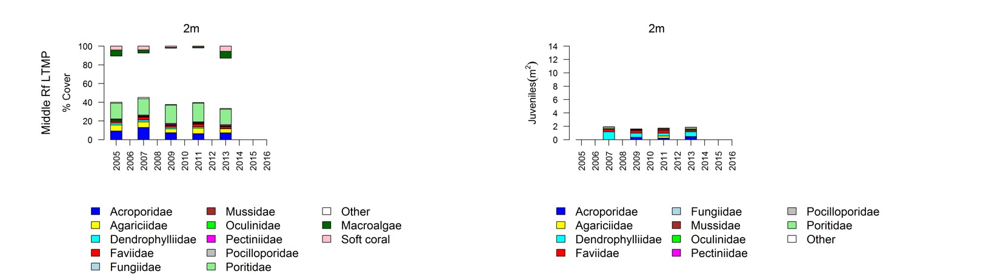 2m
Middle Rf LTMP
% Cover
100
80
60
40
20
0
2005
2006
2007
2008
2009
2010
2011
2012
2013
2014
2015
2016
Acroporidae
Agariciidae
Dendrophylliidae
Faviidae
Fungiidae
Mussidae
Oculinidae
Pectiniidae
Pocilloporidae
Poritidae
Other
Macroalgae
Soft coral
2m
Juveniles(m²)
14
12
10
8
6
4
2
0
2005
2006
2007
2008
2009
2010
2011
2012
2013
2014
2015
2016
Acroporidae
Agariciidae
Dendrophylliidae
Faviidae
Fungiidae
Mussidae
Oculinidae
Pectiniidae
Pocilloporidae
Poritidae
Other